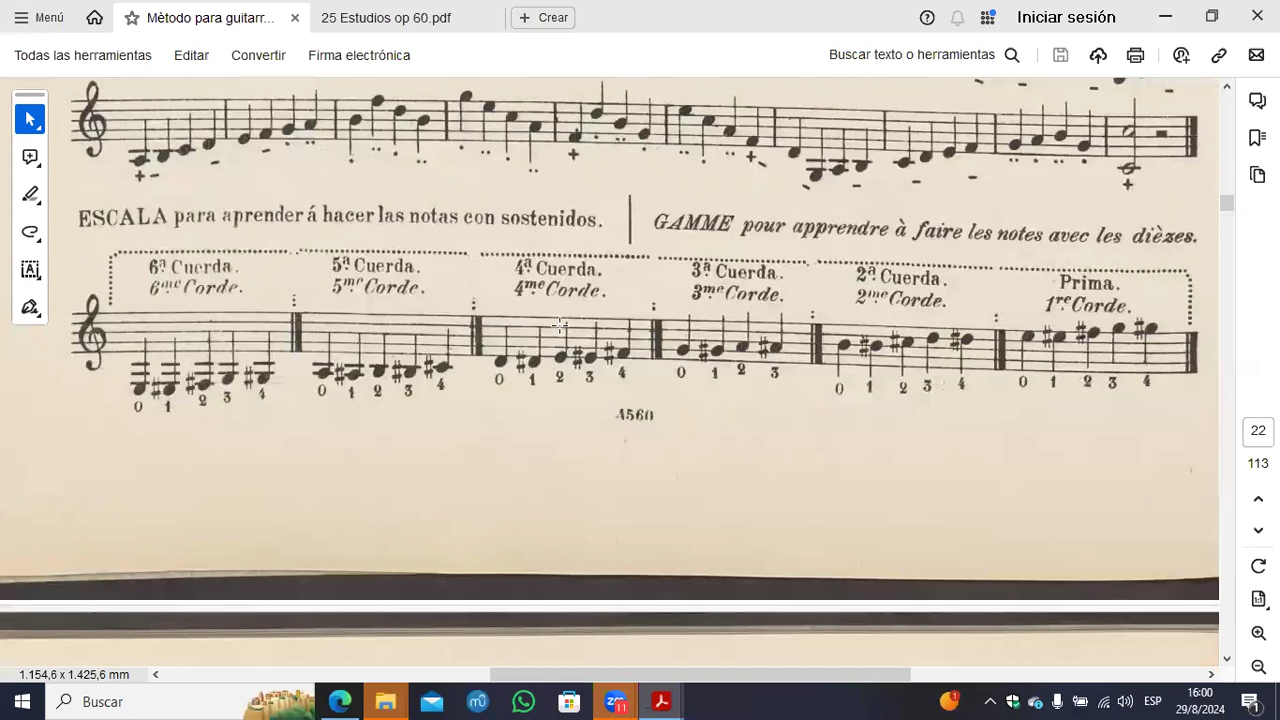 Menú
Mètodo para guitarr...
25 Estudios op 60.pdf
Crear
Iniciar sesión
Todas las herramientas
Editar
Convertir
Firma electrónica
Buscar texto o herramientas
ESCALA para aprender á hacer las notas con sostenidos.
GAMME pour apprendre à faire les notes avec les dièzes.
6ª Cuerda. 5ª Cuerda. 4ª Cuerda. 3ª Cuerda. 2ª Cuerda. Prima.
6me Corde. 5me Corde. 4me Corde. 3me Corde. 2me Corde. 1re Corde.
0 1 2 3 4 0 1 2 3 4 0 1 2 3 4 0 1 2 3 0 1 2 3 4 0 1 2 3 4
4560
22
113
1.154,6 x 1.425,6 mm
Buscar
11
ESP
16:00
29/8/2024
1